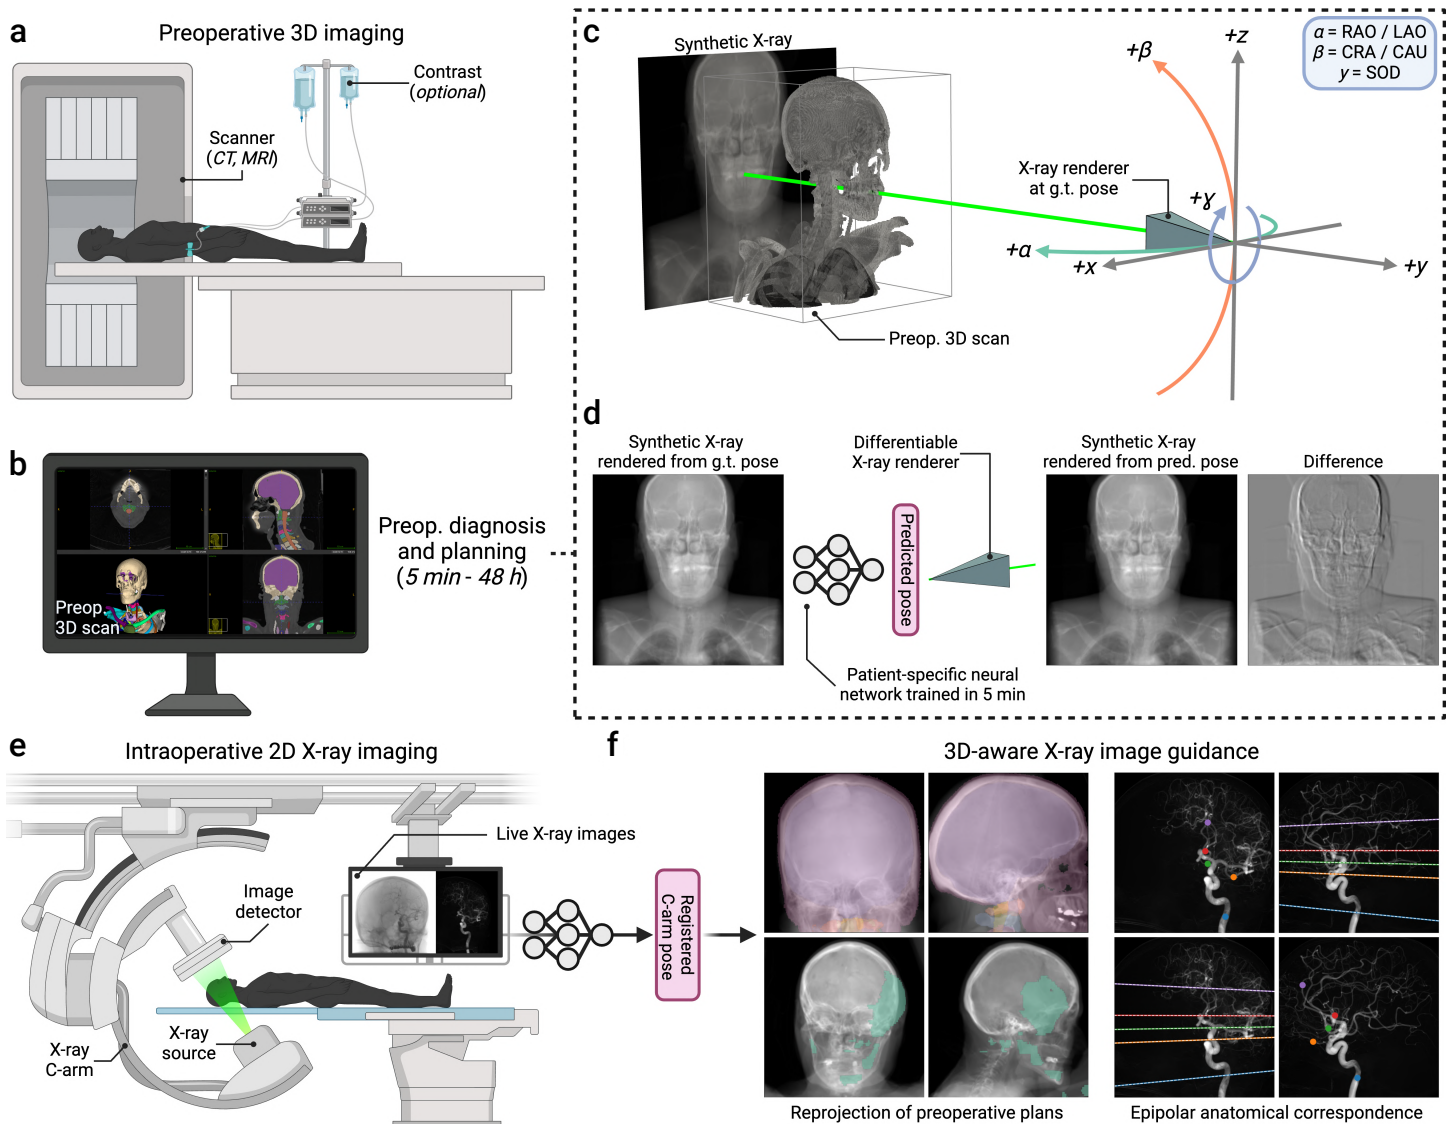 a
Preoperative 3D imaging
Contrast
(optional)
Scanner
(CT, MRI)
b
Preop.
3D scan
Preop. diagnosis
and planning
(5 min - 48 h)
c
Synthetic X-ray
Preop. 3D scan
X-ray renderer
at g.t. pose
+β
+z
+γ
+α
+x
+y
α = RAO / LAO
β = CRA / CAU
y = SOD
d
Synthetic X-ray
rendered from g.t. pose
Differentiable
X-ray renderer
Predicted pose
Patient-specific neural
network trained in 5 min
Synthetic X-ray
rendered from pred. pose
Difference
e
Intraoperative 2D X-ray imaging
Live X-ray images
Image
detector
X-ray
source
X-ray
C-arm
Registered
C-arm pose
f
3D-aware X-ray image guidance
Reprojection of preoperative plans
Epipolar anatomical correspondence